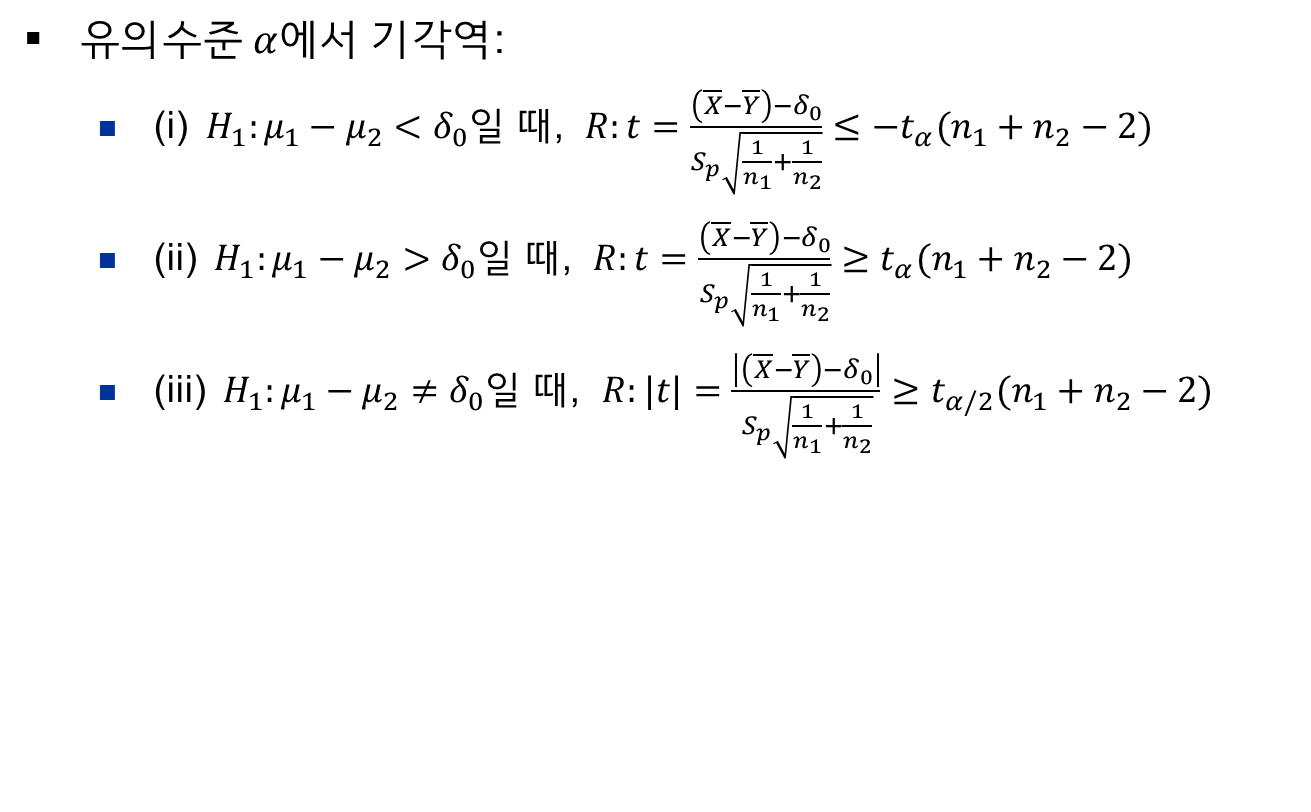 ▪ 유의수준 𝛼에서 기각역:
▪ (i) 𝐻₁: 𝜇₁ − 𝜇₂ < 𝛿₀일 때, 𝑅: 𝑡 = ((X̅−Y̅)−𝛿₀)/(𝑆ₚ√(1/𝑛₁+1/𝑛₂)) ≤ −𝑡_𝛼(𝑛₁ + 𝑛₂ − 2)
▪ (ii) 𝐻₁: 𝜇₁ − 𝜇₂ > 𝛿₀일 때, 𝑅: 𝑡 = ((X̅−Y̅)−𝛿₀)/(𝑆ₚ√(1/𝑛₁+1/𝑛₂)) ≥ 𝑡_𝛼(𝑛₁ + 𝑛₂ − 2)
▪ (iii) 𝐻₁: 𝜇₁ − 𝜇₂ ≠ 𝛿₀일 때, 𝑅: |𝑡| = |(X̅−Y̅)−𝛿₀|/(𝑆ₚ√(1/𝑛₁+1/𝑛₂)) ≥ 𝑡_{𝛼/2}(𝑛₁ + 𝑛₂ − 2)